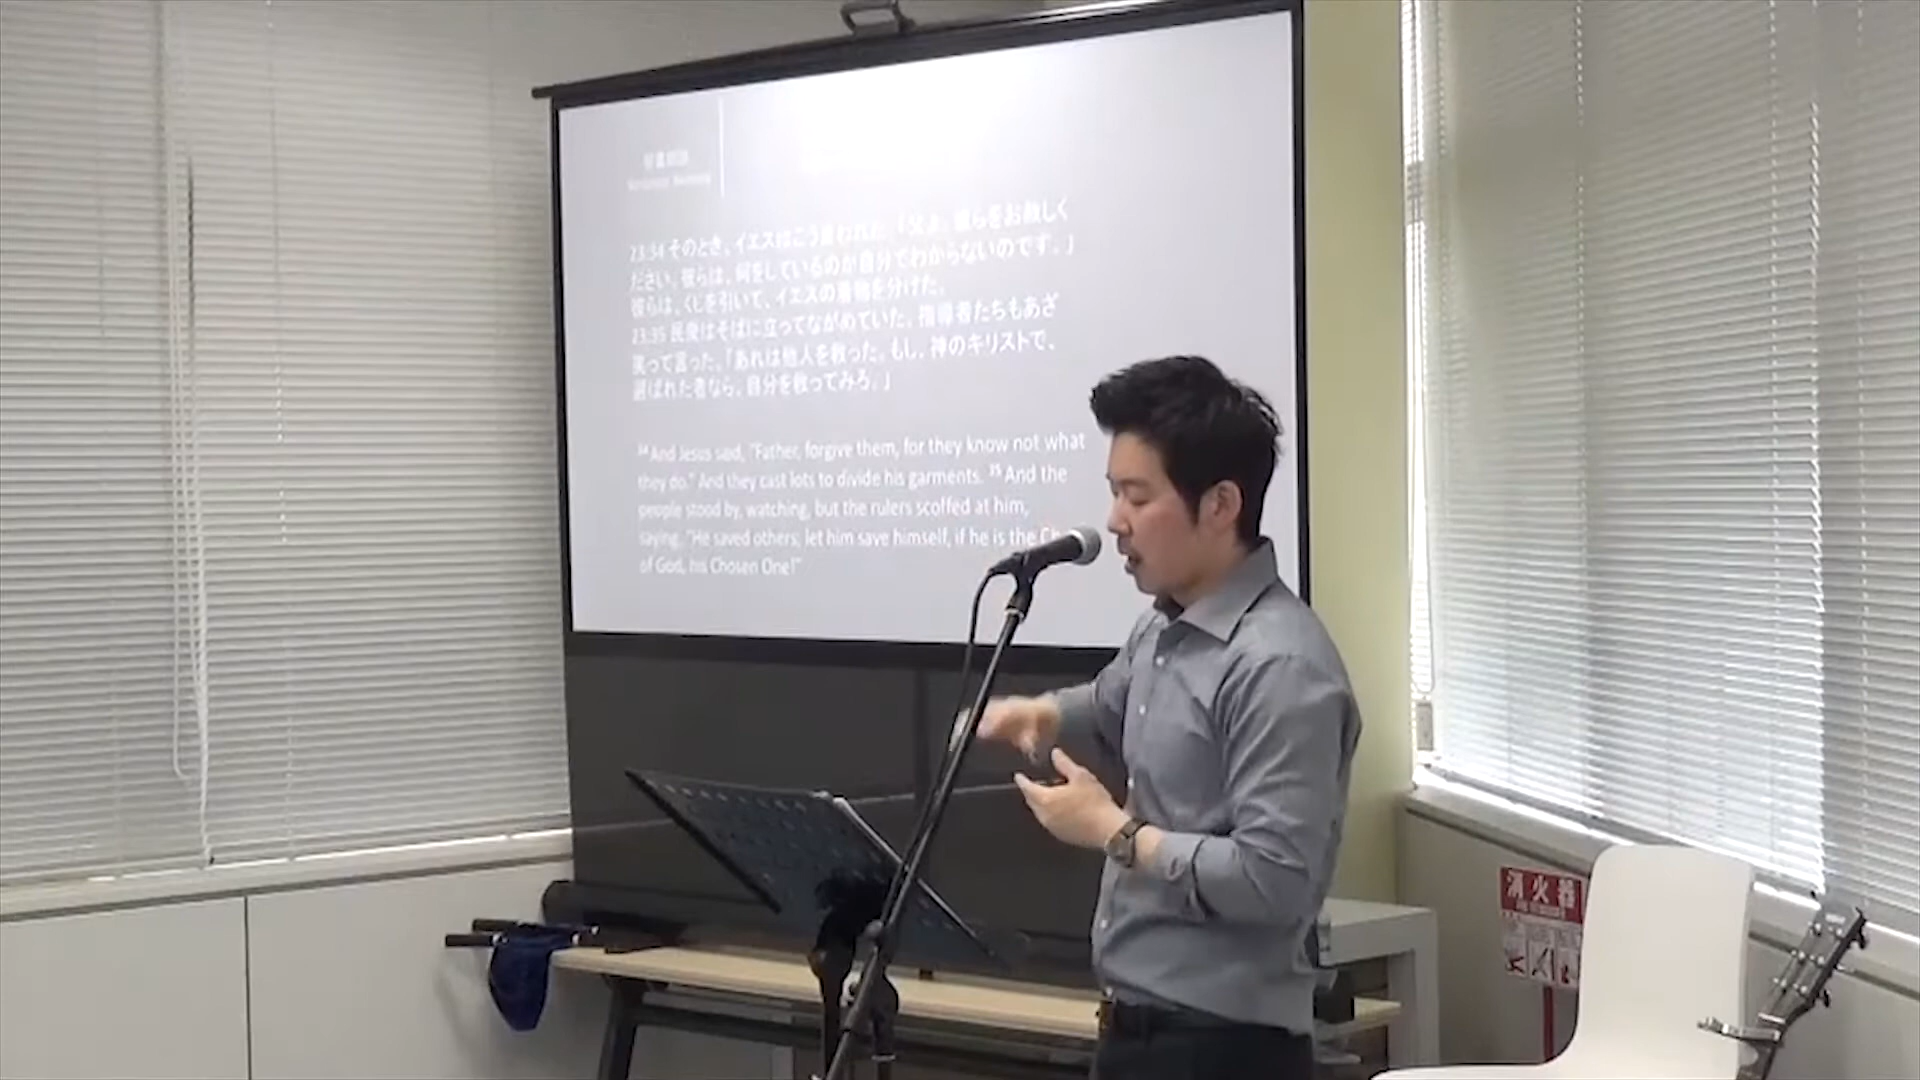 聖書朗読
Scripture Reading
23:34 そのとき、イエスはこう言われた。「父よ。彼らをお赦しく
ださい。彼らは、何をしているのか自分でわからないのです。」
彼らは、くじを引いて、イエスの着物を分けた。
23:35 民衆はそばに立ってながめていた。指導者たちもあざ
笑って言った。「あれは他人を救った。もし、神のキリストで、
選ばれた者なら、自分を救ってみろ。」
34 And Jesus said, "Father, forgive them, for they know not what
they do." And they cast lots to divide his garments. 35 And the
people stood by, watching, but the rulers scoffed at him,
saying, "He saved others; let him save himself, if he is the Ch
of God, his Chosen One!"
消火器